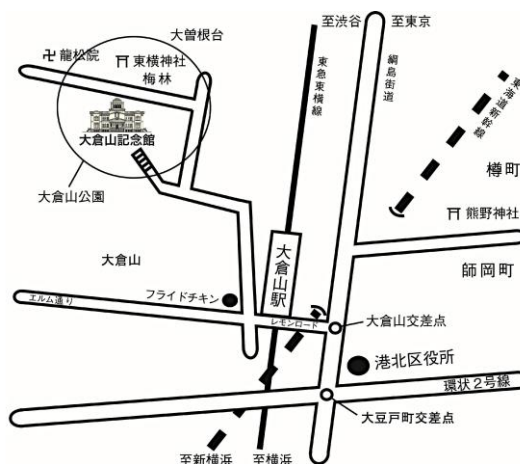 至渋谷
至東京
大曽根台
卍 龍松院
东横神社
梅林
東急東横線
綱島街道
東海道新幹線
大倉山記念館
樽町
大倉山公園
熊野神社
師岡町
大倉山
大倉山駅
フライドチキン
エルム通り
レモンロード
大倉山交差点
港北区役所
環状2号線
大豆戸町交差点
至新横浜
至横浜